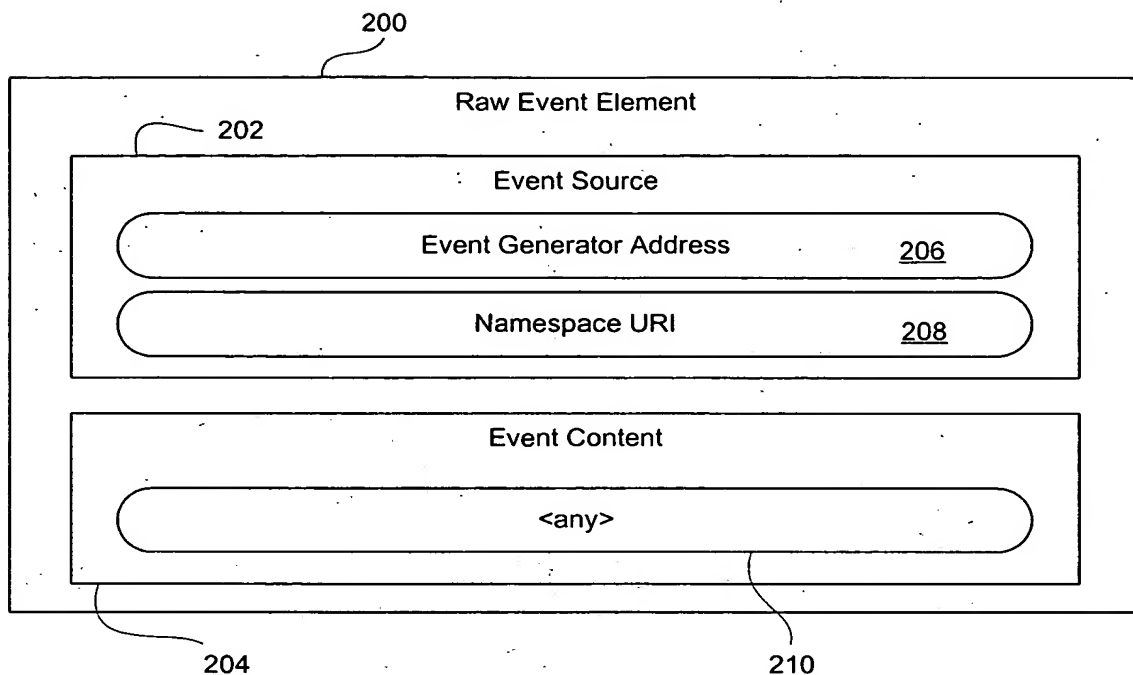 200
Raw Event Element
202
Event Source
Event Generator Address 206
Namespace URI 208
Event Content
<any>
204 210